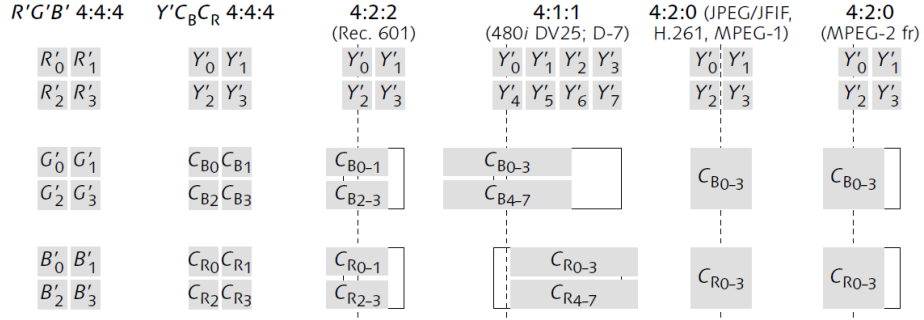 R′G′B′ 4:4:4 Y′CBCR 4:4:4 4:2:2 4:1:1 4:2:0 (JPEG/JFIF, 4:2:0
(Rec. 601) (480i DV25; D-7) H.261, MPEG-1) (MPEG-2 fr)
R′0 R′1 Y′0 Y′1 Y′0 Y′1 Y′0 Y′1 Y′2 Y′3 Y′0 Y′1 Y′0 Y′1
R′2 R′3 Y′2 Y′3 Y′2 Y′3 Y′4 Y′5 Y′6 Y′7 Y′2 Y′3 Y′2 Y′3
G′0 G′1 CB0 CB1 CB0–1 CB0–3 CB0–3 CB0–3
G′2 G′3 CB2 CB3 CB2–3 CB4–7
B′0 B′1 CR0 CR1 CR0–1 CR0–3 CR0–3 CR0–3
B′2 B′3 CR2 CR3 CR2–3 CR4–7